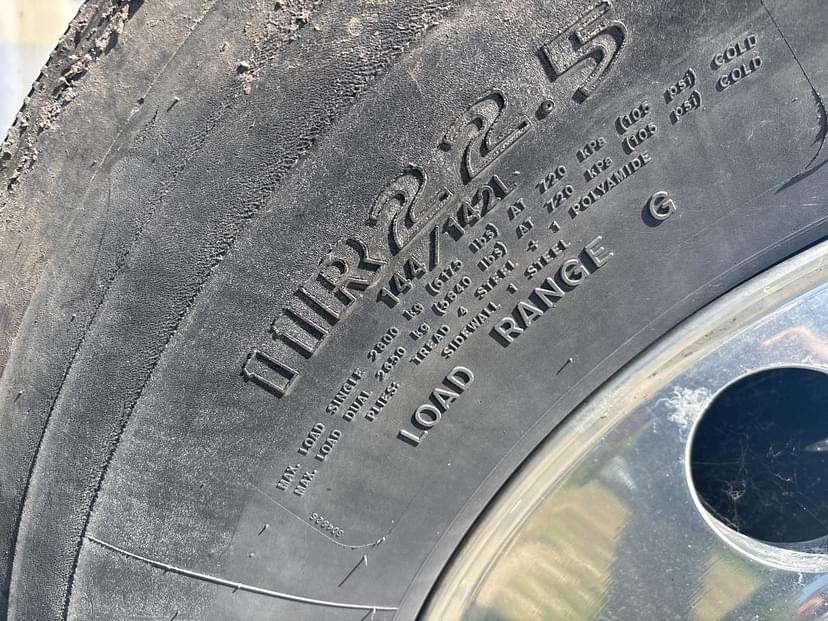 11R22.5
144/142L
MAX. LOAD SINGLE 2800 kg (6175 lbs) AT 720 kPa (105 psi) COLD
MAX. LOAD DUAL 2650 kg (5840 lbs) AT 720 kPa (105 psi) COLD
PLIES: TREAD 4 STEEL + 1 POLYAMIDE
SIDEWALL 1 STEEL
LOAD RANGE G